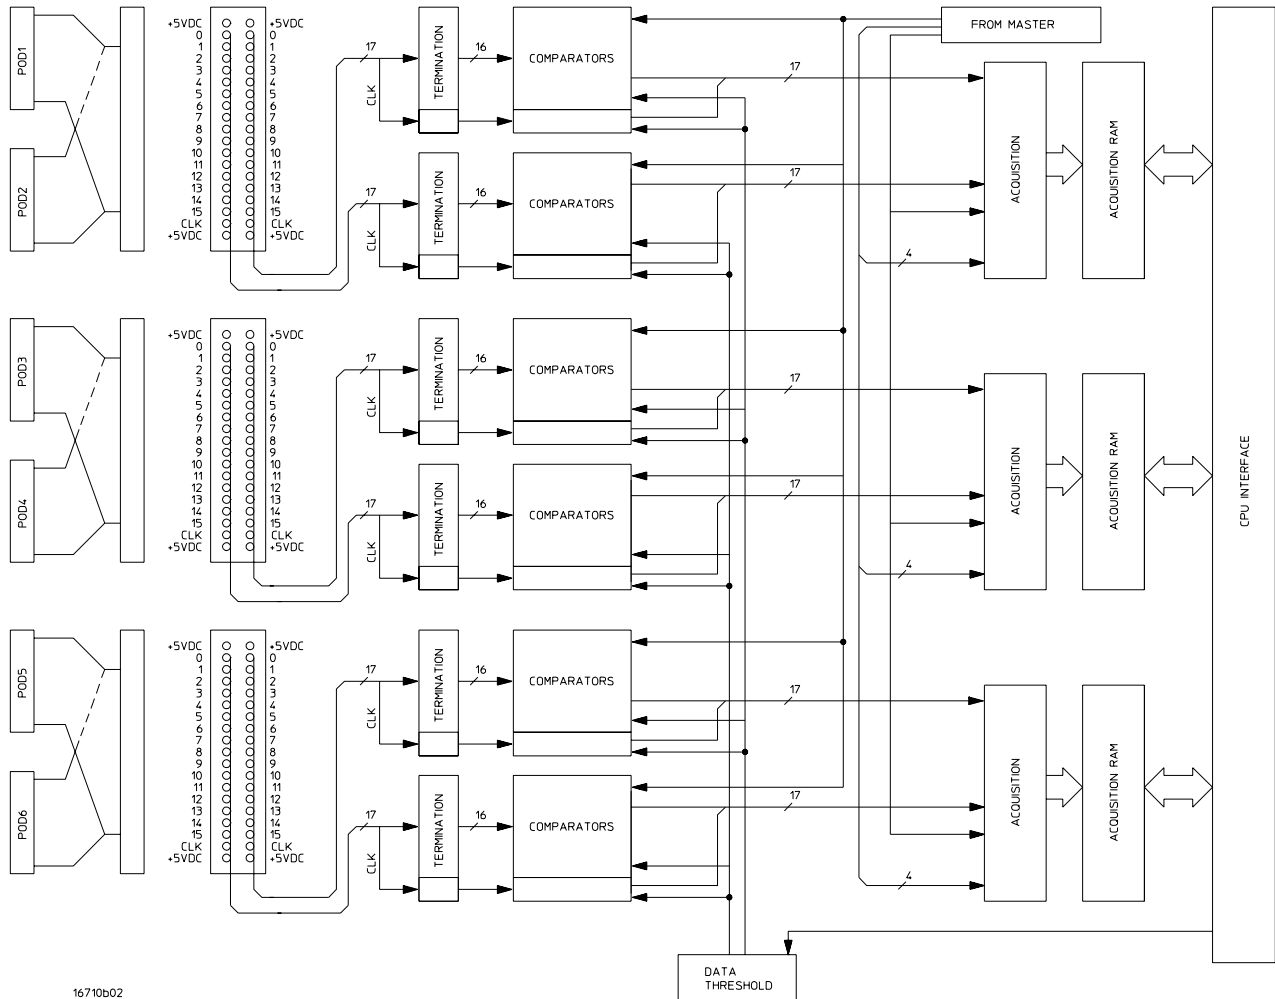 +5VDC +5VDC
0 0
1 1
2 2
3 3
4 4
5 5
6 6
7 7
8 8
9 9
10 10
11 11
12 12
13 13
14 14
15 15
CLK CLK
+5VDC +5VDC
POD1
POD2
17
CLK
TERMINATION
16
COMPARATORS
17
17
CLK
TERMINATION
16
COMPARATORS
17
FROM MASTER
4
ACQUISITION
ACQUISITION RAM
CPU INTERFACE
+5VDC +5VDC
0 0
1 1
2 2
3 3
4 4
5 5
6 6
7 7
8 8
9 9
10 10
11 11
12 12
13 13
14 14
15 15
CLK CLK
+5VDC +5VDC
POD3
POD4
17
CLK
TERMINATION
16
COMPARATORS
17
17
CLK
TERMINATION
16
COMPARATORS
17
4
ACQUISITION
ACQUISITION RAM
+5VDC +5VDC
0 0
1 1
2 2
3 3
4 4
5 5
6 6
7 7
8 8
9 9
10 10
11 11
12 12
13 13
14 14
15 15
CLK CLK
+5VDC +5VDC
POD5
POD6
17
CLK
TERMINATION
16
COMPARATORS
17
17
CLK
TERMINATION
16
COMPARATORS
17
4
ACQUISITION
ACQUISITION RAM
DATA
THRESHOLD
16710b02